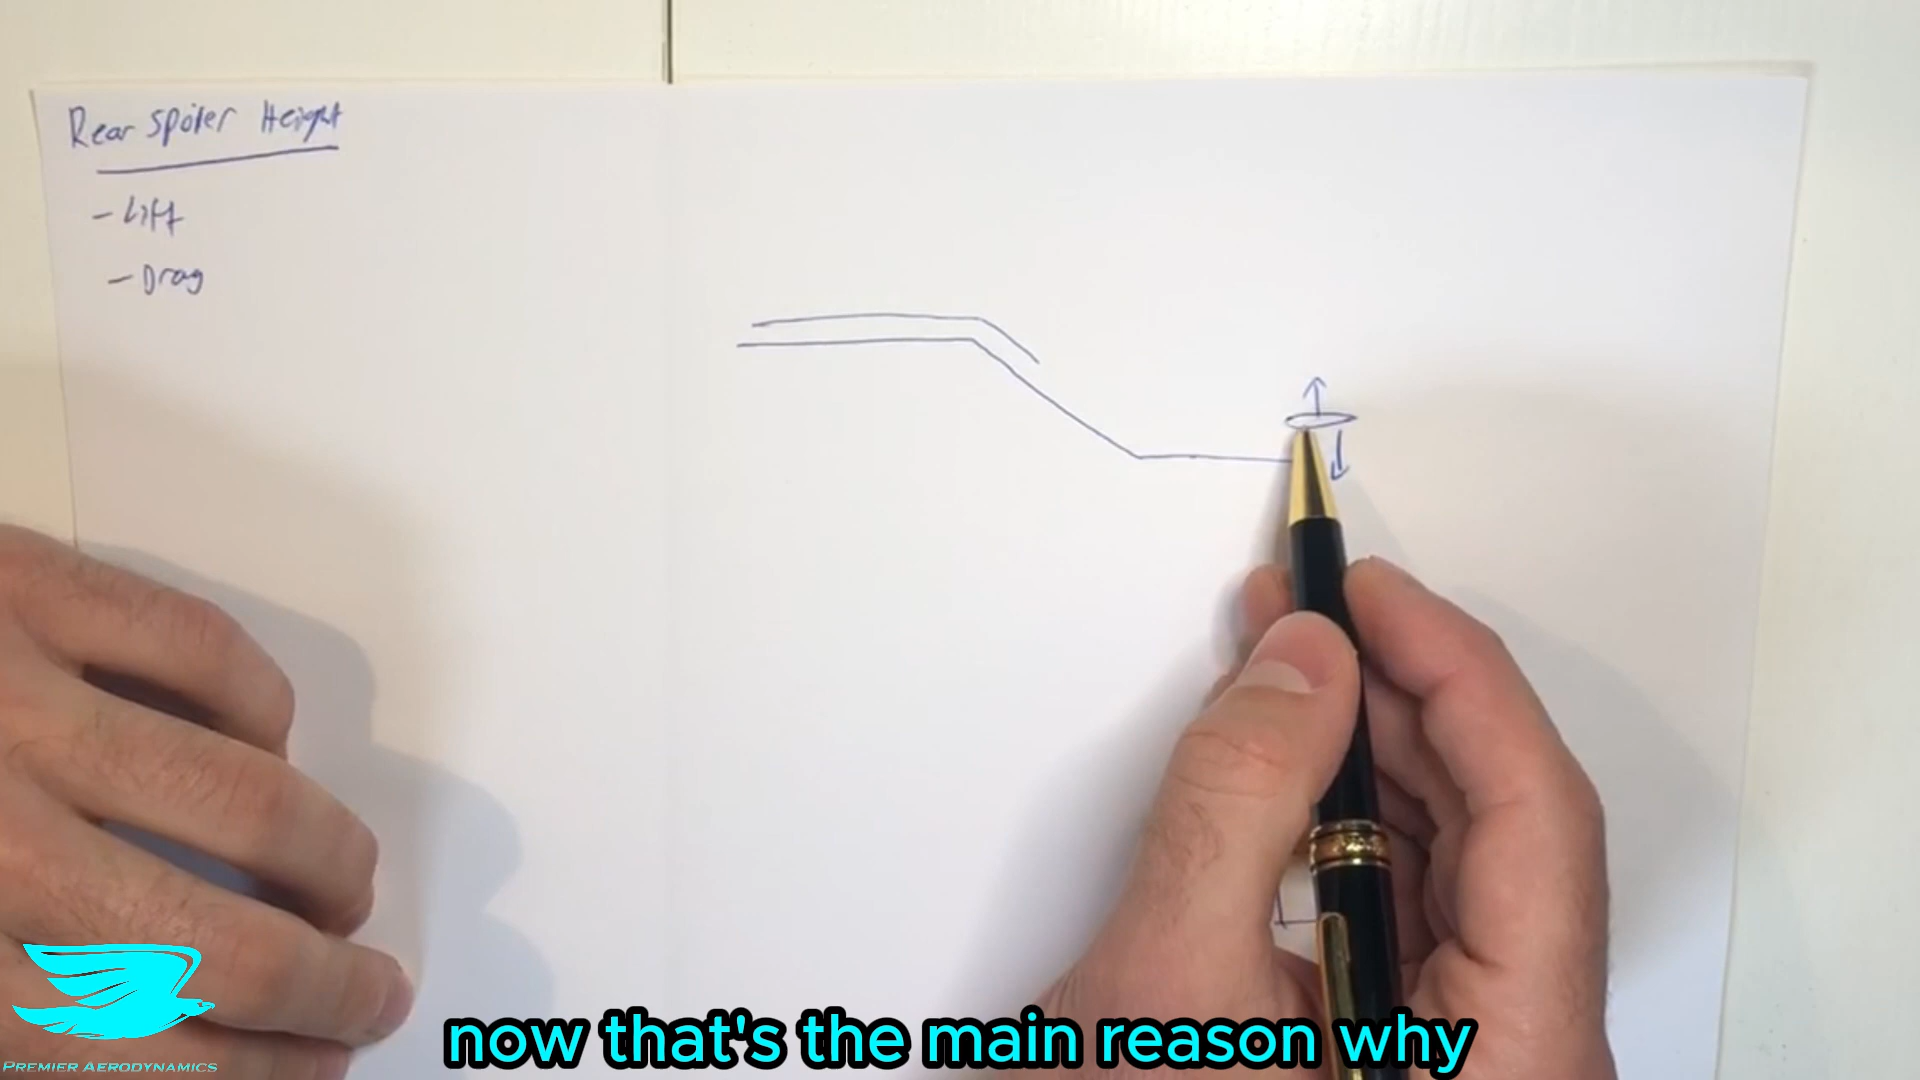 Rear Spoiler Height
- Lift
- Drag
now that's the main reason why
PREMIER AERODYNAMICS